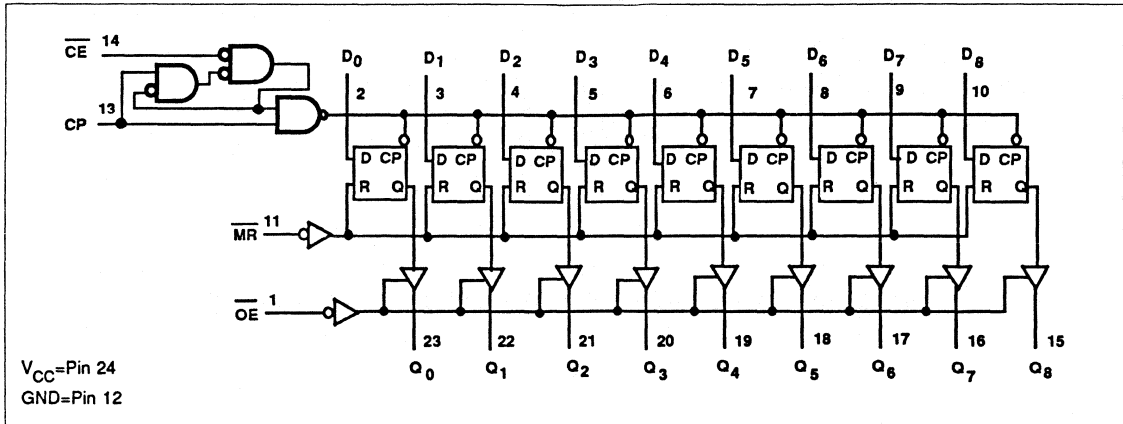 CE 14
13
CP
D0 D1 D2 D3 D4 D5 D6 D7 D8
2 3 4 5 6 7 8 9 10
D CP D CP D CP D CP D CP D CP D CP D CP D CP
R Q R Q R Q R Q R Q R Q R Q R Q R Q
MR 11
OE 1
23 22 21 20 19 18 17 16 15
Q0 Q1 Q2 Q3 Q4 Q5 Q6 Q7 Q8
VCC=Pin 24
GND=Pin 12